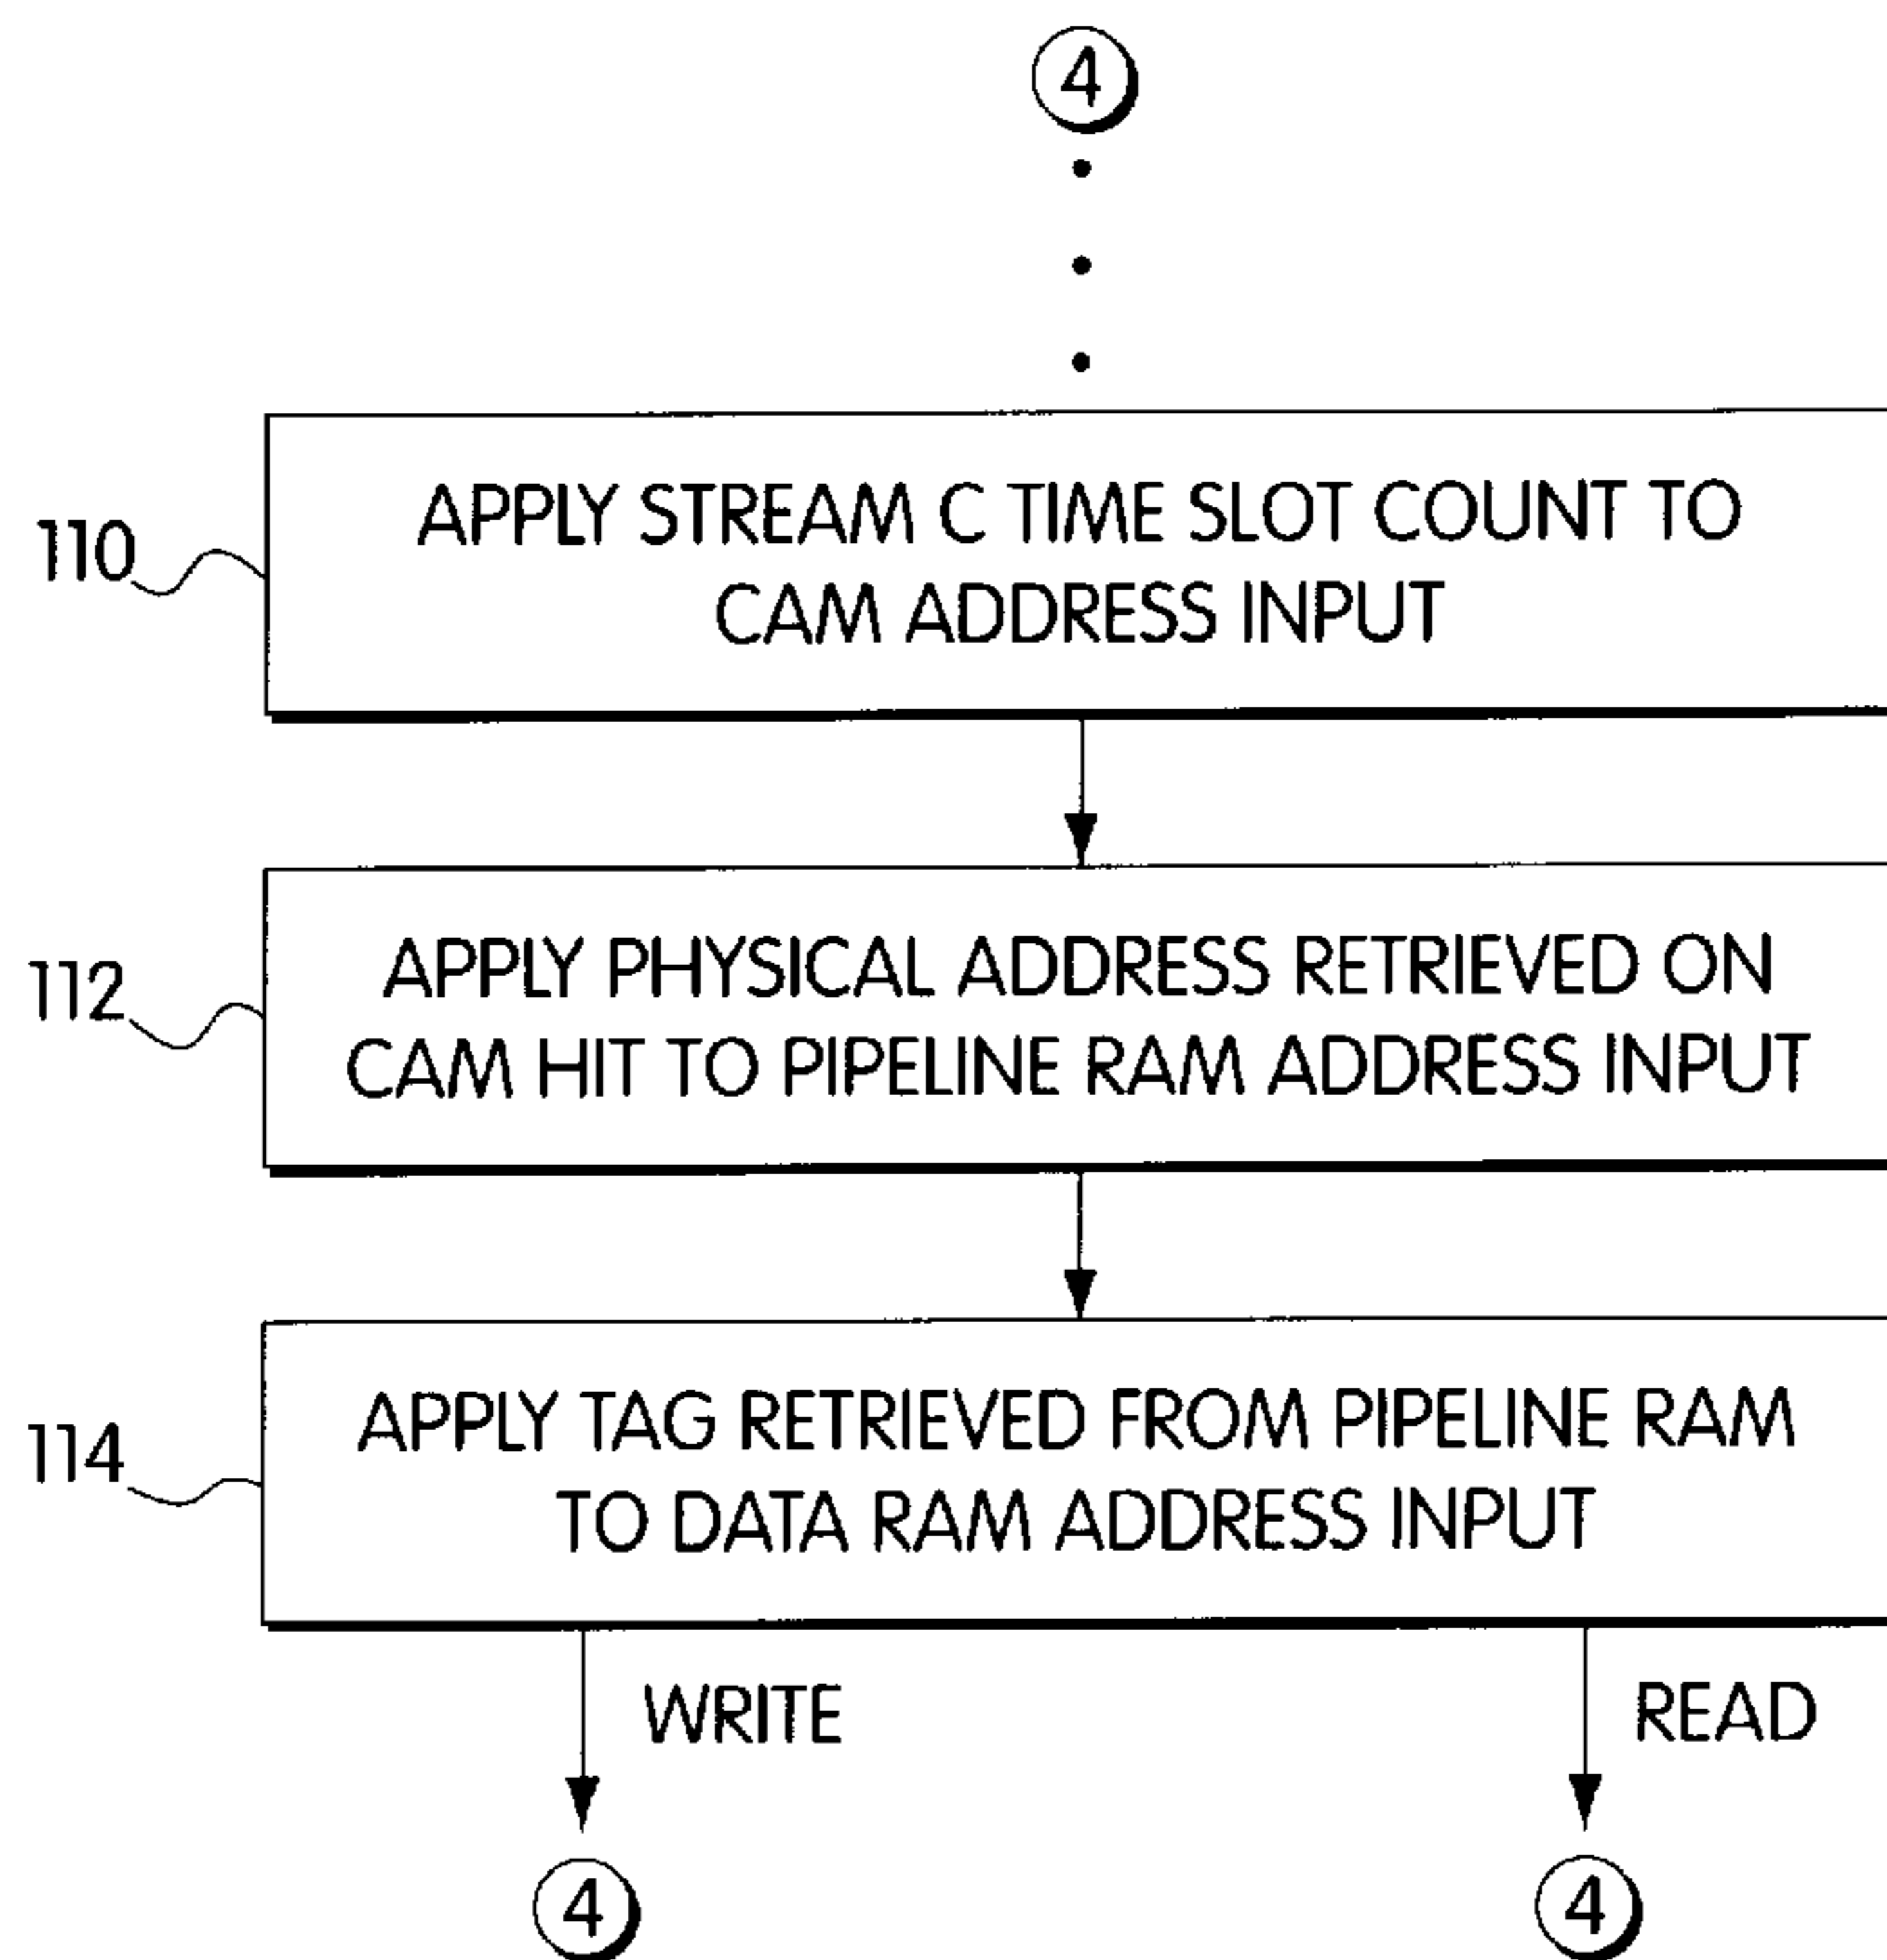 4
110
APPLY STREAM C TIME SLOT COUNT TO
CAM ADDRESS INPUT
112
APPLY PHYSICAL ADDRESS RETRIEVED ON
CAM HIT TO PIPELINE RAM ADDRESS INPUT
114
APPLY TAG RETRIEVED FROM PIPELINE RAM
TO DATA RAM ADDRESS INPUT
WRITE
READ
4
4